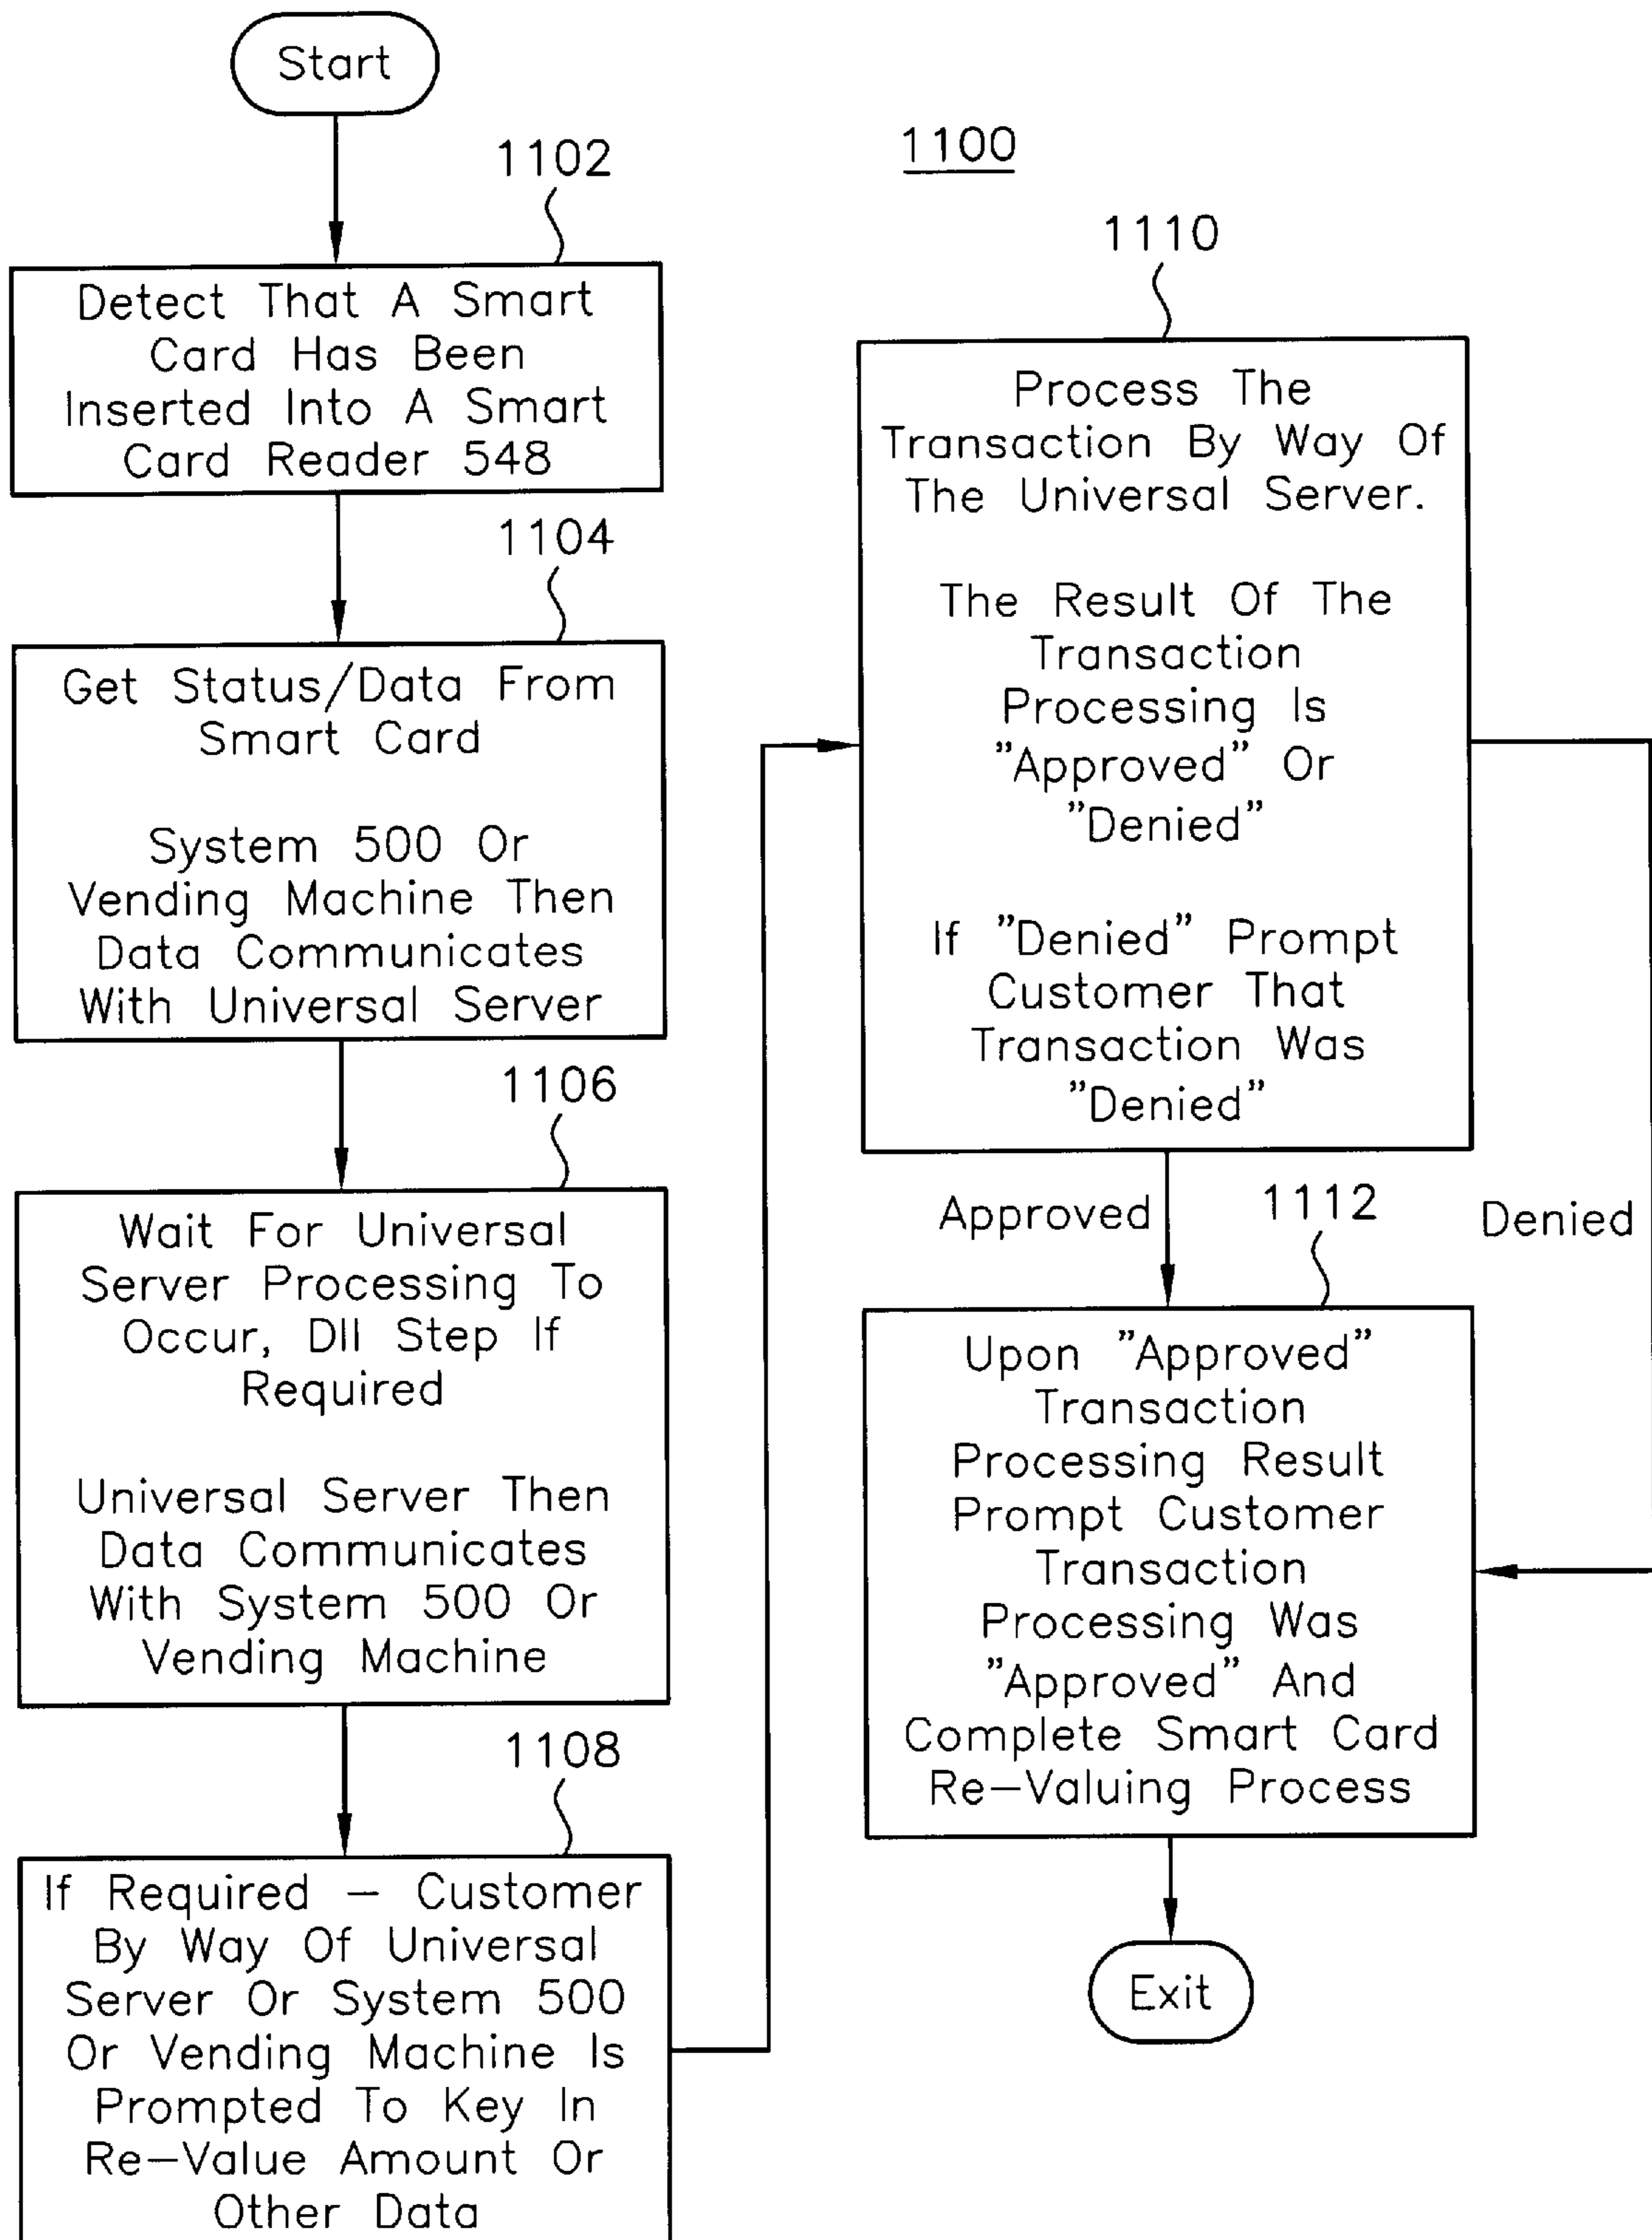 Start
1102
Detect That A Smart
Card Has Been
Inserted Into A Smart
Card Reader 548
1104
Get Status/Data From
Smart Card
System 500 Or
Vending Machine Then
Data Communicates
With Universal Server
1106
Wait For Universal
Server Processing To
Occur, DII Step If
Required
Universal Server Then
Data Communicates
With System 500 Or
Vending Machine
1108
If Required – Customer
By Way Of Universal
Server Or System 500
Or Vending Machine Is
Prompted To Key In
Re–Value Amount Or
Other Data
1100
1110
Process The
Transaction By Way Of
The Universal Server.
The Result Of The
Transaction
Processing Is
"Approved" Or
"Denied"
If "Denied" Prompt
Customer That
Transaction Was
"Denied"
Approved
1112
Denied
Upon "Approved"
Transaction
Processing Result
Prompt Customer
Transaction
Processing Was
"Approved" And
Complete Smart Card
Re–Valuing Process
Exit